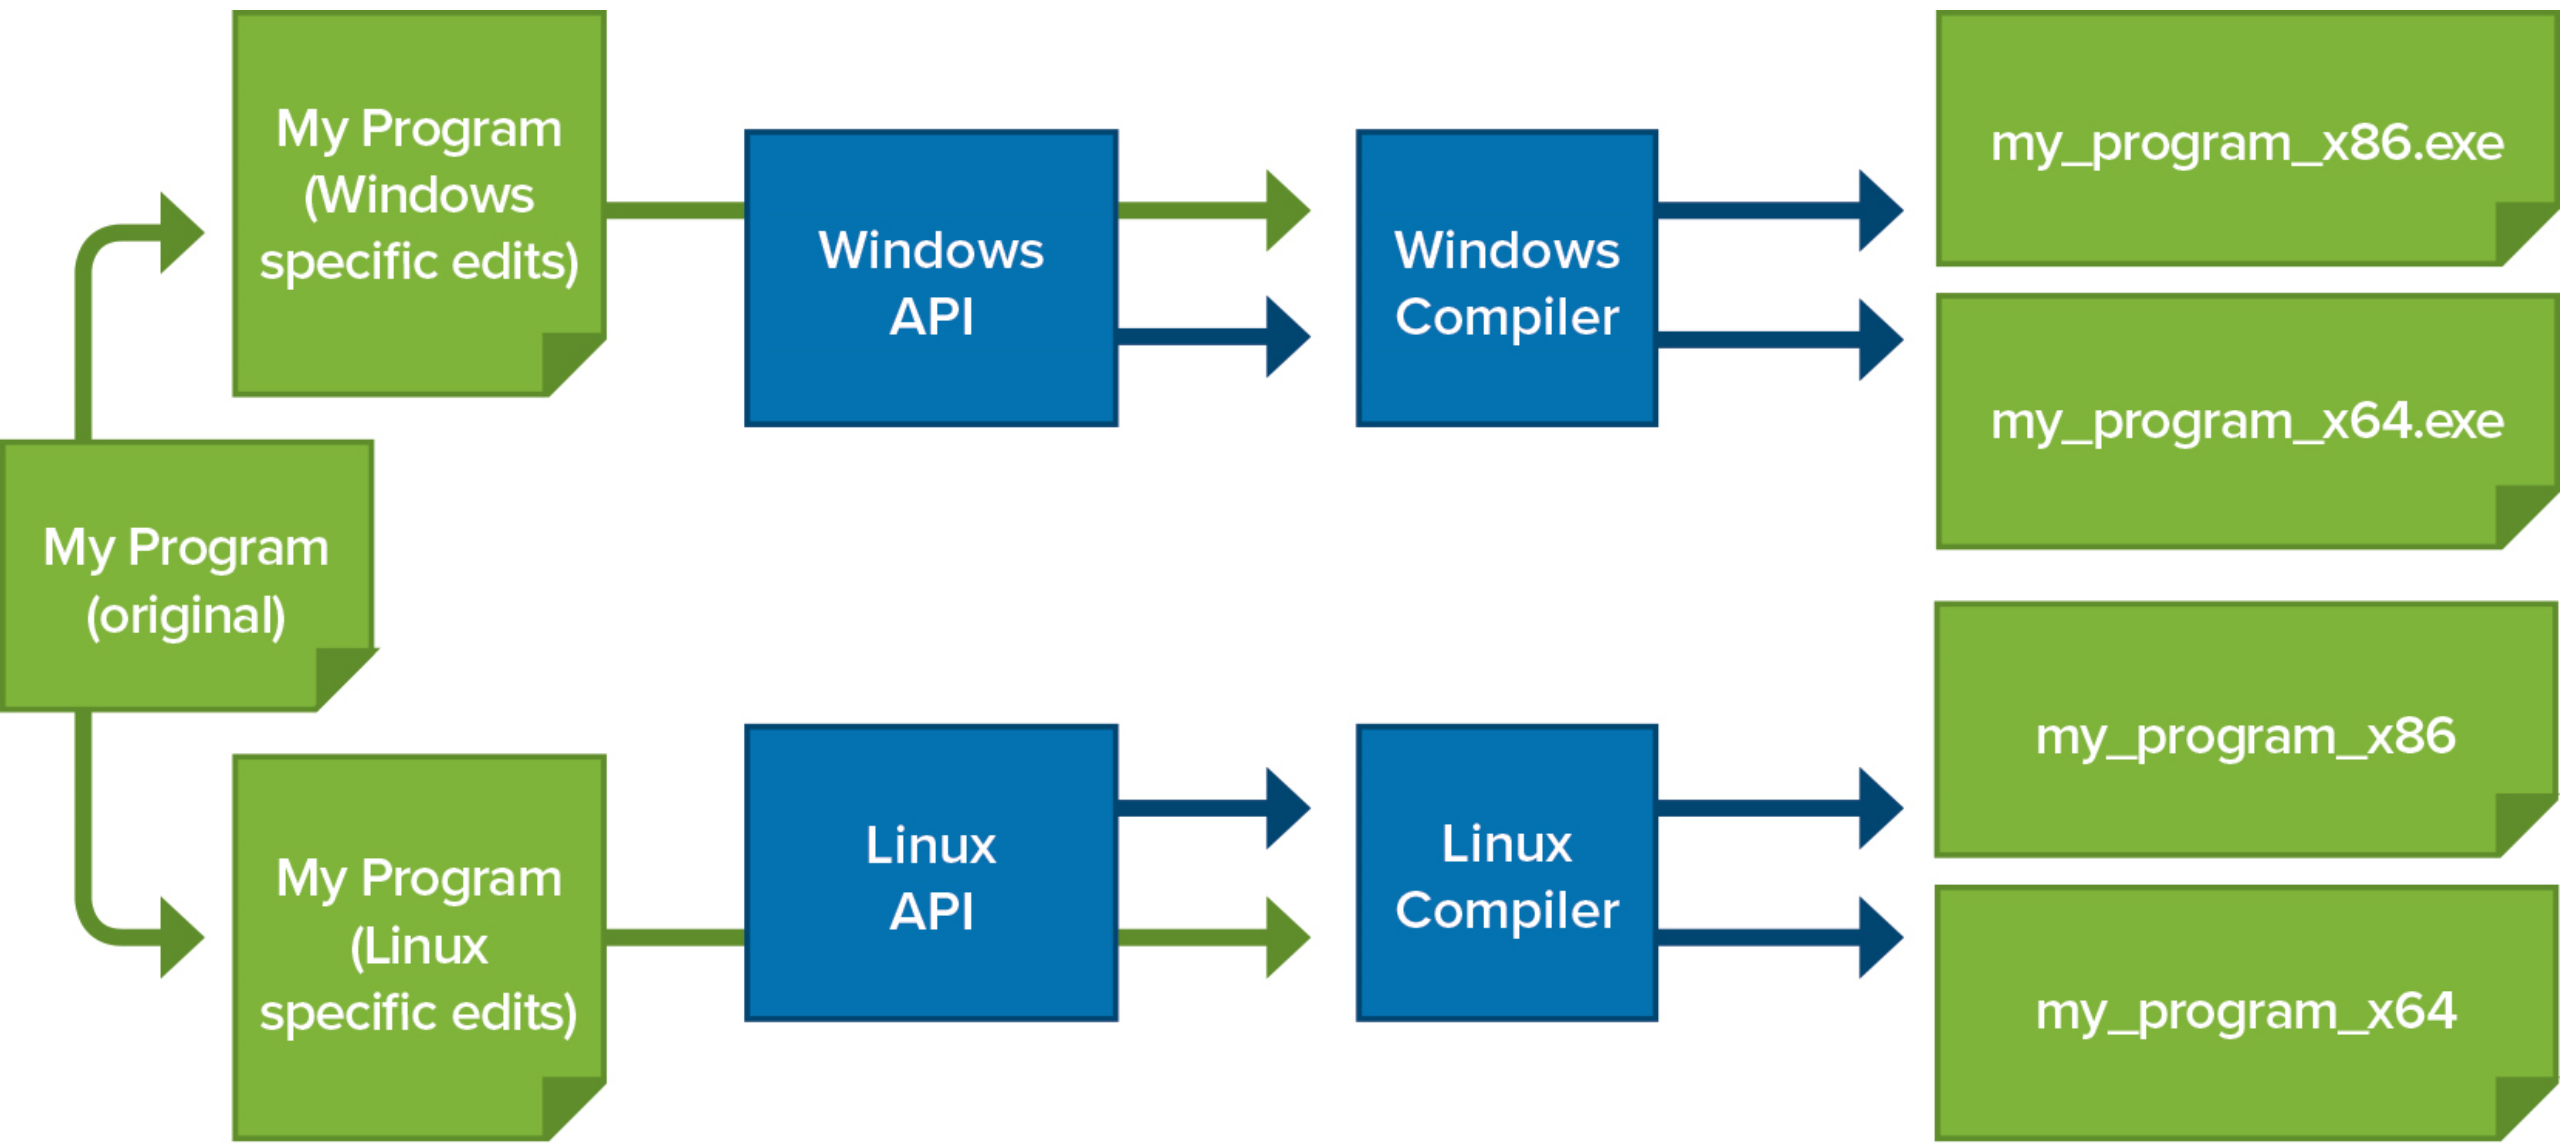 My Program
(Windows
specific edits)
Windows
API
Windows
Compiler
my_program_x86.exe
my_program_x64.exe
My Program
(original)
My Program
(Linux
specific edits)
Linux
API
Linux
Compiler
my_program_x86
my_program_x64